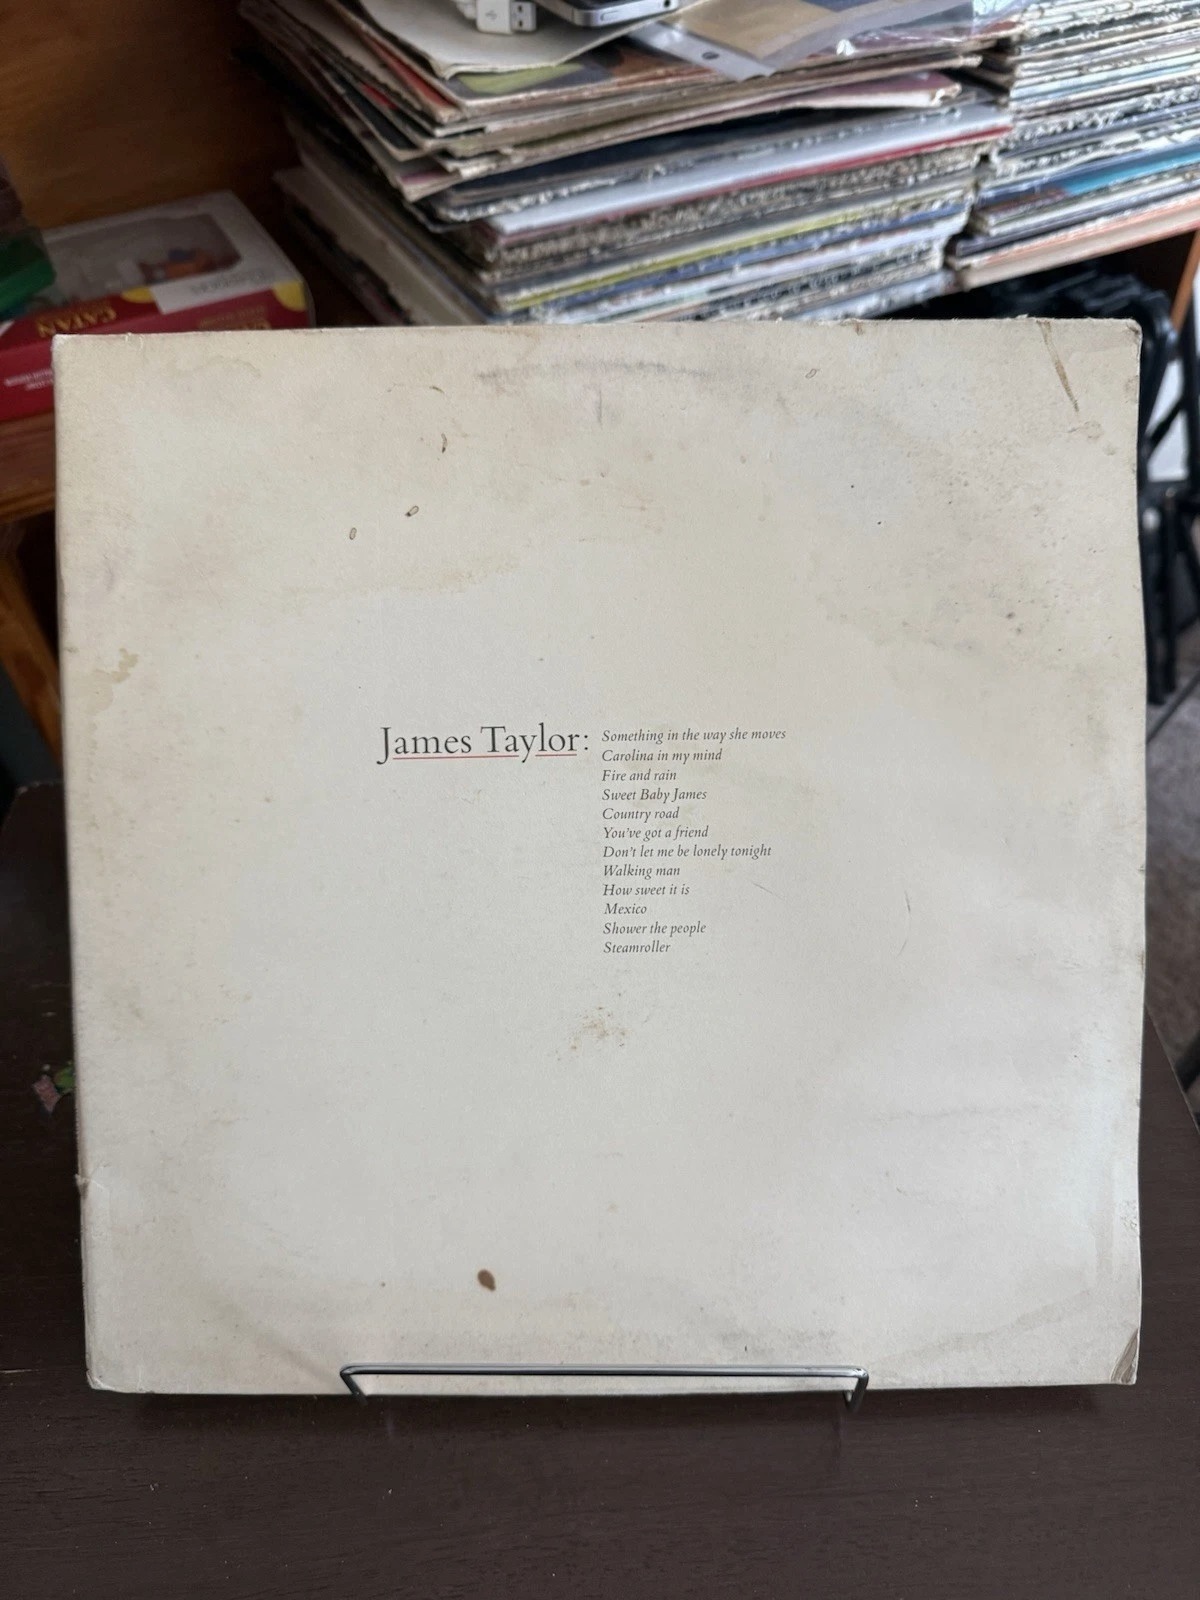 CATAN
James Taylor:
Something in the way she moves
Carolina in my mind
Fire and rain
Sweet Baby James
Country road
You've got a friend
Don't let me be lonely tonight
Walking man
How sweet it is
Mexico
Shower the people
Steamroller